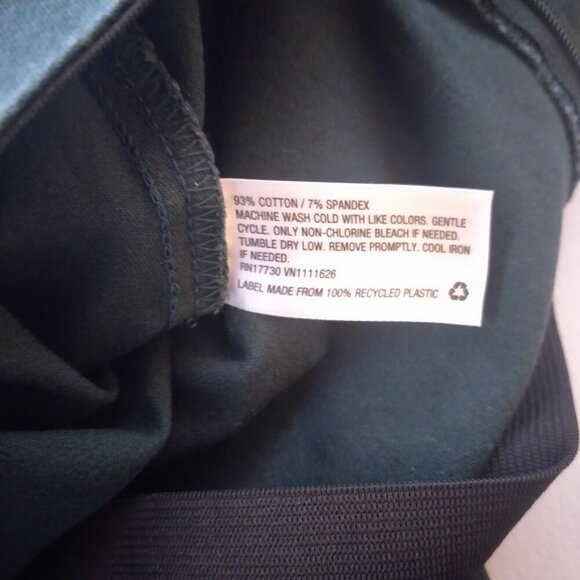 93% COTTON / 7% SPANDEX
MACHINE WASH COLD WITH LIKE COLORS. GENTLE
CYCLE. ONLY NON-CHLORINE BLEACH IF NEEDED.
TUMBLE DRY LOW. REMOVE PROMPTLY. COOL IRON
IF NEEDED.
RN17730 VN1111626
LABEL MADE FROM 100% RECYCLED PLASTIC